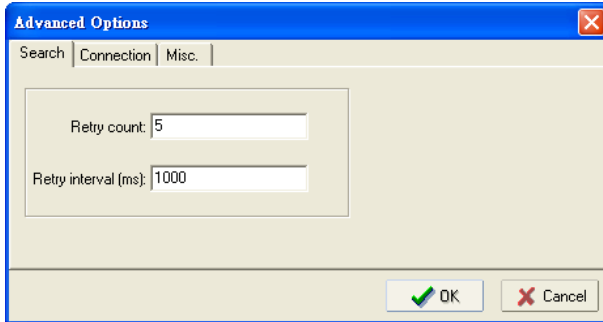 Advanced Options
Search Connection Misc.
Retry count: 5
Retry interval (ms): 1000
OK Cancel